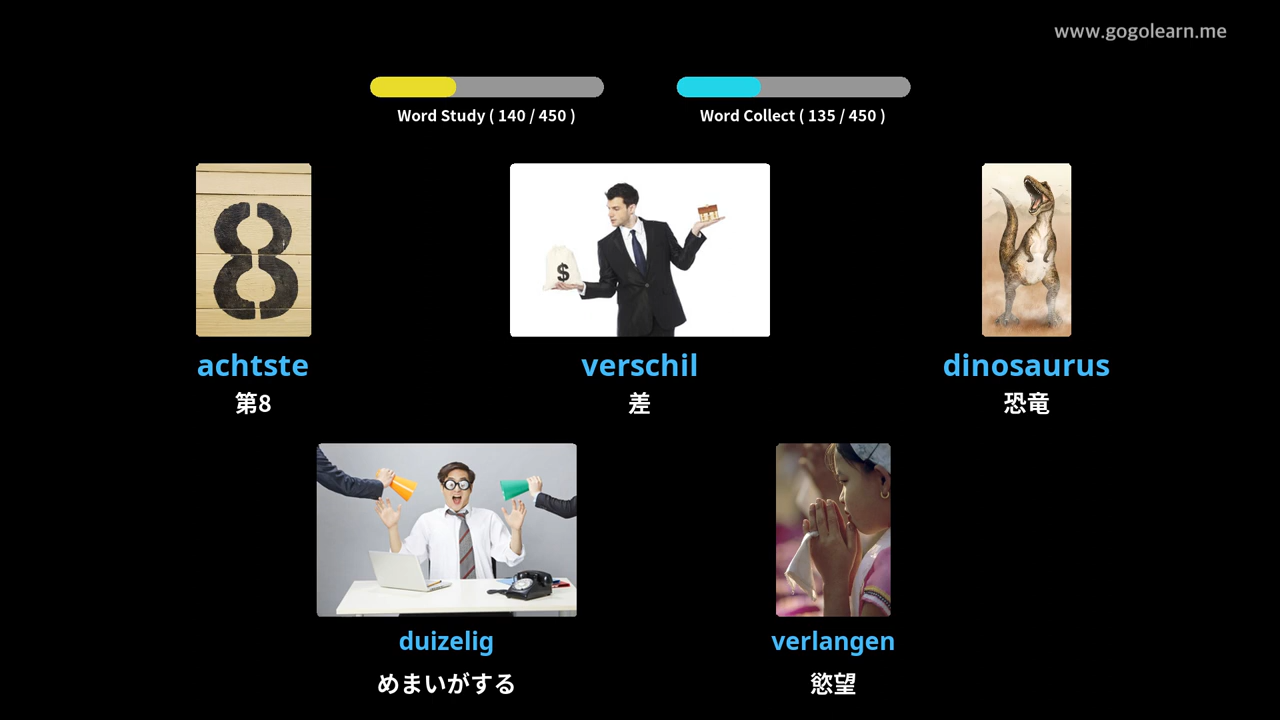 www.gogolearn.me
Word Study ( 140 / 450 )
Word Collect ( 135 / 450 )
8
$
achtste
第8
verschil
差
dinosaurus
恐竜
duizelig
めまいがする
verlangen
慾望